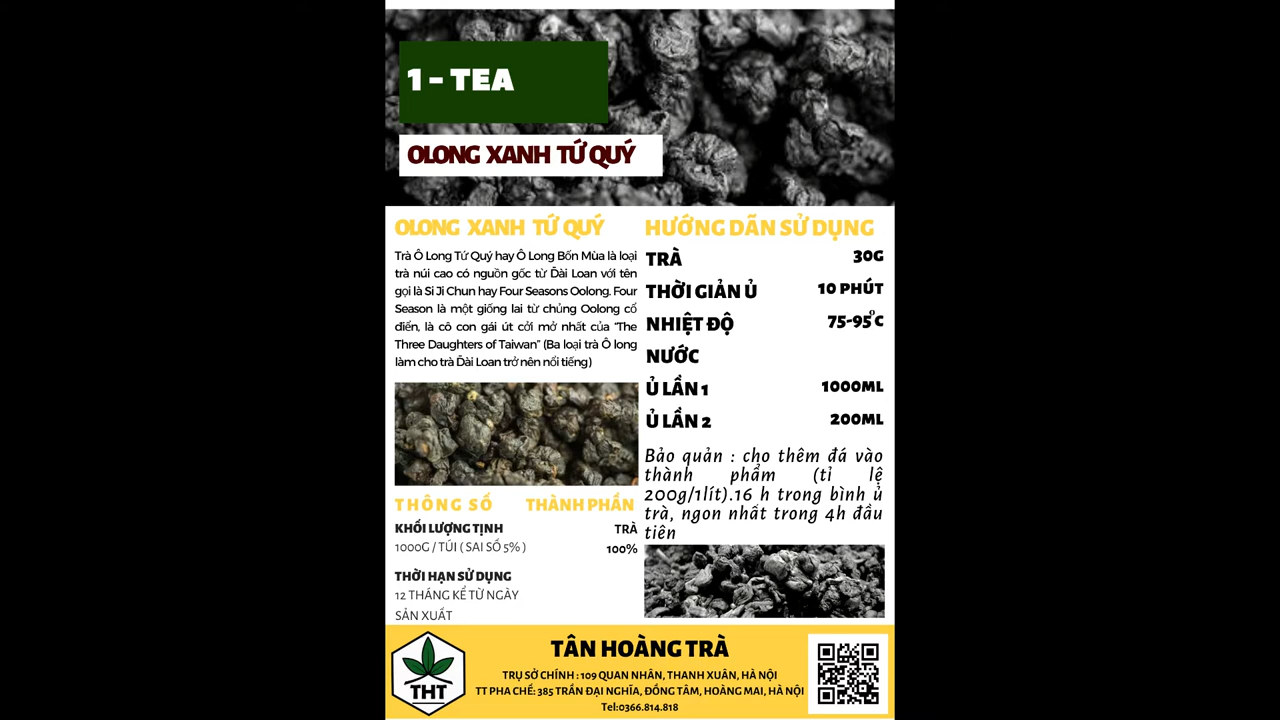 1 - TEA
OLONG XANH TỨ QUÝ
OLONG XANH TỨ QUÝ
Trà Ô Long Tứ Quý hay Ô Long Bốn Mùa là loại
trà núi cao có nguồn gốc từ Đài Loan với tên
gọi là Si Ji Chun hay Four Seasons Oolong. Four
Season là một giống lai từ chủng Oolong cổ
điển, là cô con gái út cởi mở nhất của “The
Three Daughters of Taiwan” (Ba loại trà Ô long
làm cho trà Đài Loan trở nên nổi tiếng)
THÔNG SỐ THÀNH PHẦN
KHỐI LƯỢNG TỊNH TRÀ
1000G / TÚI ( SAI SỐ 5% ) 100%
THỜI HẠN SỬ DỤNG
12 THÁNG KỂ TỪ NGÀY
SẢN XUẤT
HƯỚNG DẪN SỬ DỤNG
TRÀ 30G
THỜI GIẢN Ủ 10 PHÚT
NHIỆT ĐỘ 75-95°C
NƯỚC
Ủ LẦN 1 1000ML
Ủ LẦN 2 200ML
Bảo quản : cho thêm đá vào
thành phẩm (tỉ lệ
200g/1lít).16 h trong bình ủ
trà, ngon nhất trong 4h đầu
tiên
THT
TÂN HOÀNG TRÀ
TRỤ SỞ CHÍNH : 109 QUAN NHÂN, THANH XUÂN, HÀ NỘI
TT PHA CHẾ: 385 TRẦN ĐẠI NGHĨA, ĐỒNG TÂM, HOÀNG MAI, HÀ NỘI
Tel:0366.814.818